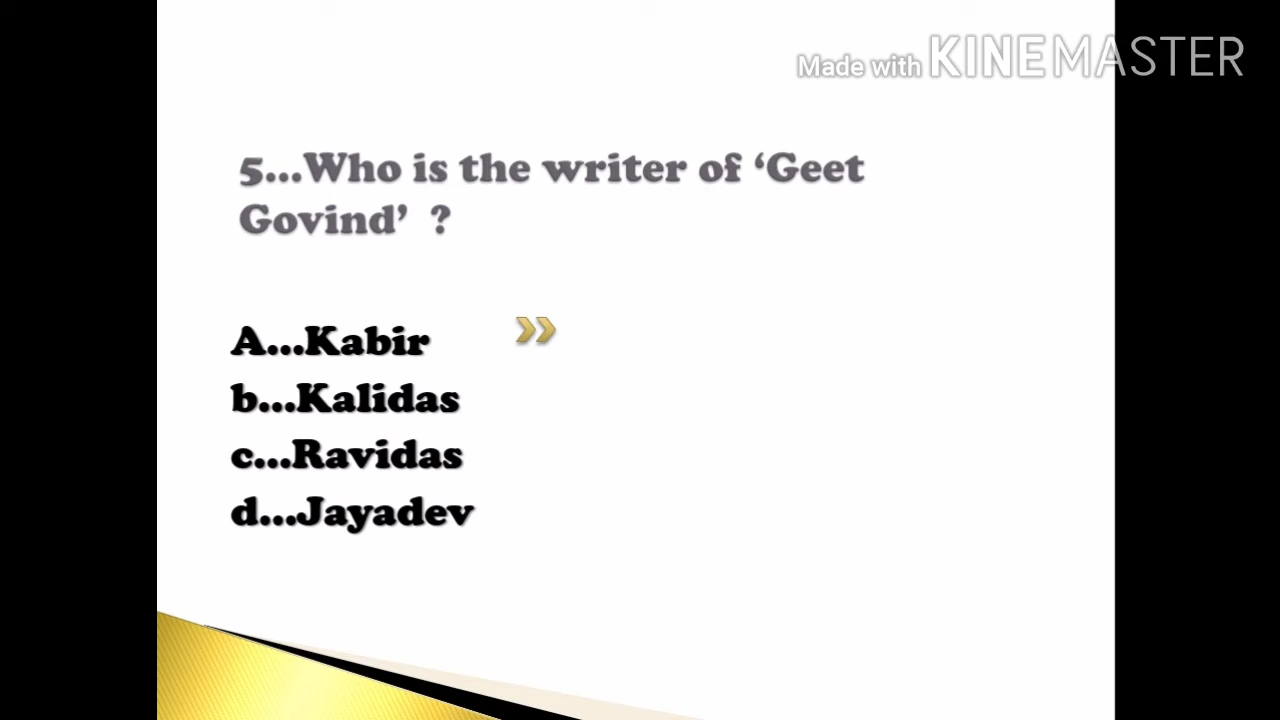 Made with KINEMASTER
5...Who is the writer of ‘Geet
Govind’ ?
A...Kabir
b...Kalidas
c...Ravidas
d...Jayadev